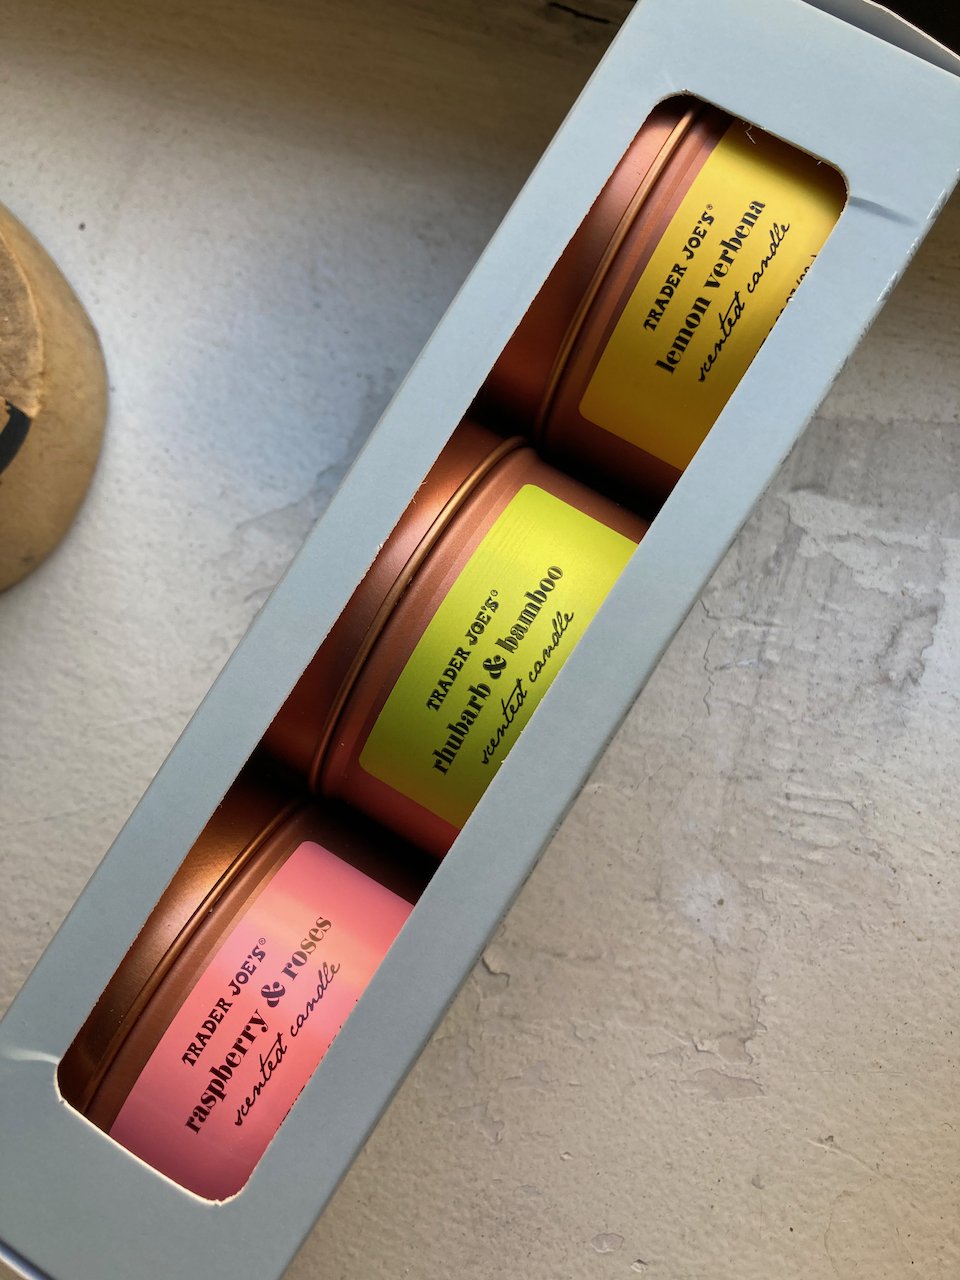 TRADER JOE'S®
lemon verbena
scented candle
TRADER JOE'S®
rhubarb & bamboo
scented candle
TRADER JOE'S®
raspberry & roses
scented candle